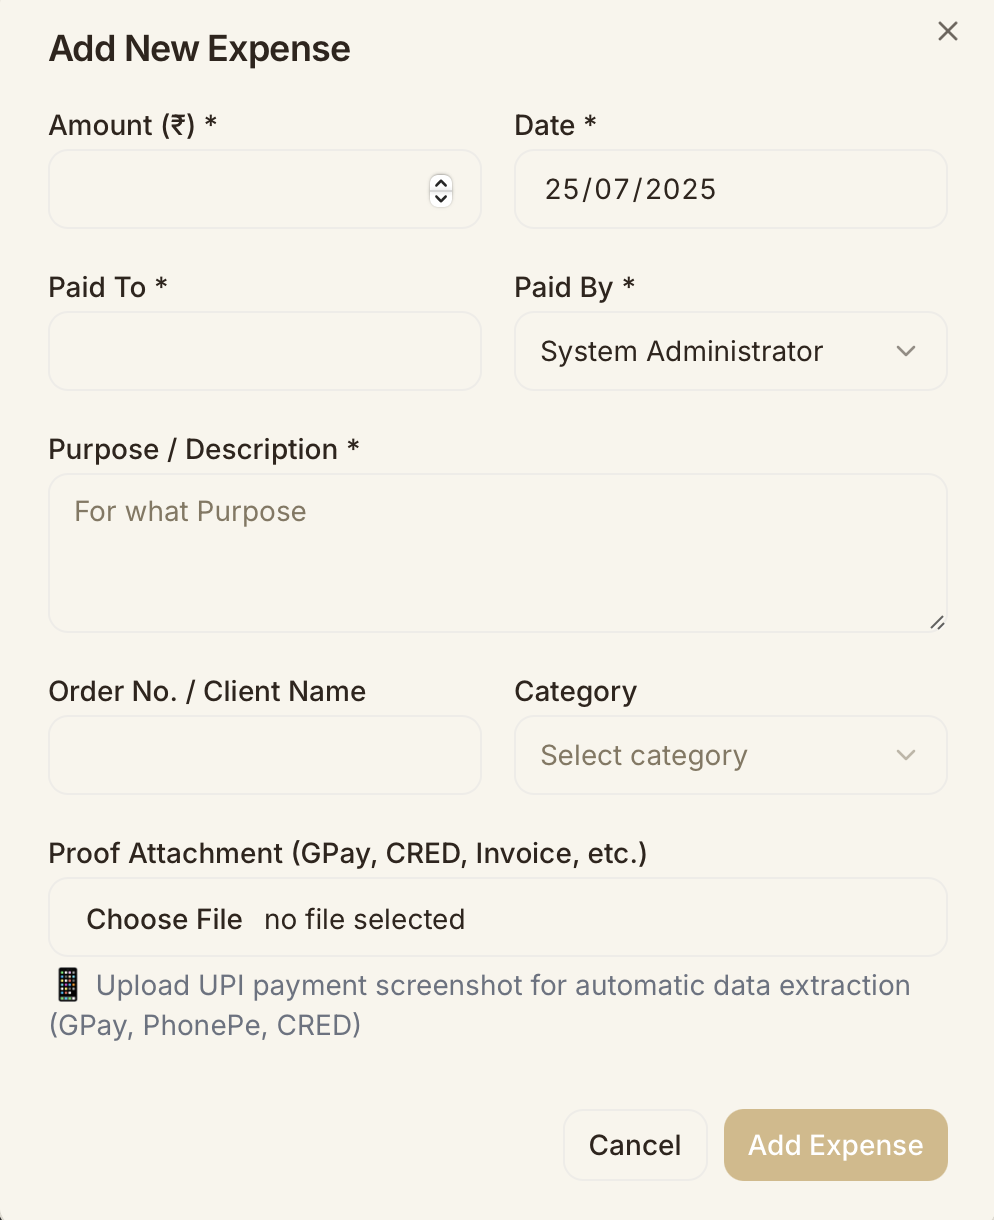 Add New Expense
Amount (₹) *
Date *
25/07/2025
Paid To *
Paid By *
System Administrator
Purpose / Description *
For what Purpose
Order No. / Client Name
Category
Select category
Proof Attachment (GPay, CRED, Invoice, etc.)
Choose File no file selected
📱 Upload UPI payment screenshot for automatic data extraction
(GPay, PhonePe, CRED)
Cancel
Add Expense